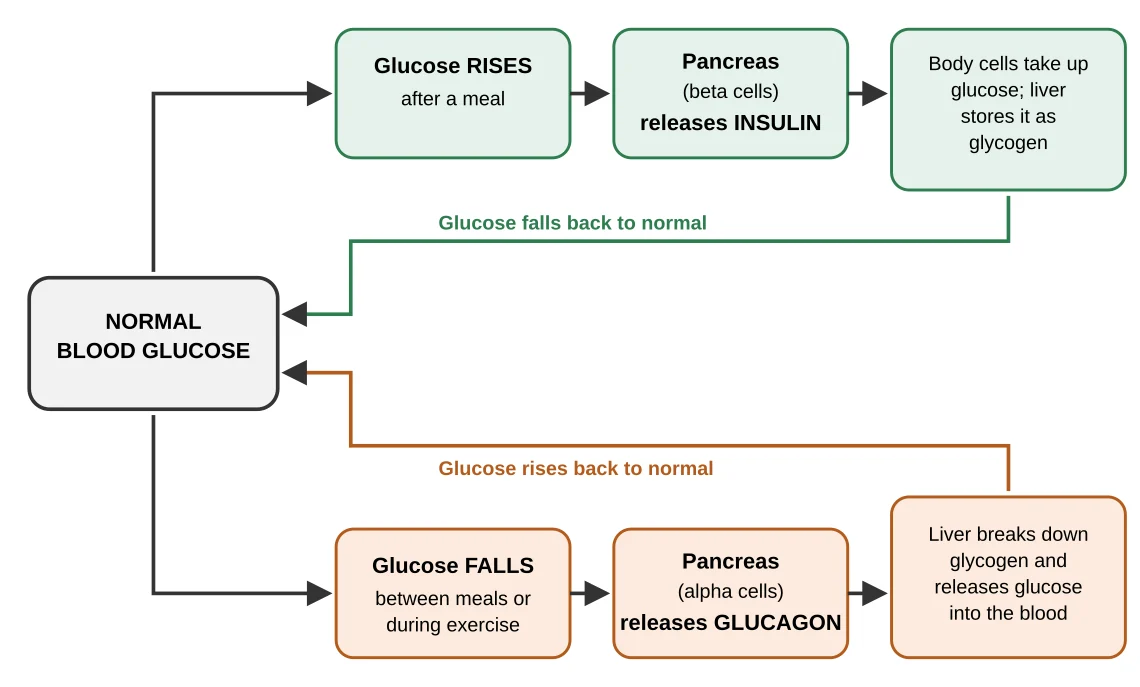 Glucose RISES
after a meal
Pancreas
(beta cells)
releases INSULIN
Body cells take up
glucose; liver
stores it as
glycogen
Glucose falls back to normal
NORMAL
BLOOD GLUCOSE
Glucose rises back to normal
Glucose FALLS
between meals or
during exercise
Pancreas
(alpha cells)
releases GLUCAGON
Liver breaks down
glycogen and
releases glucose
into the blood